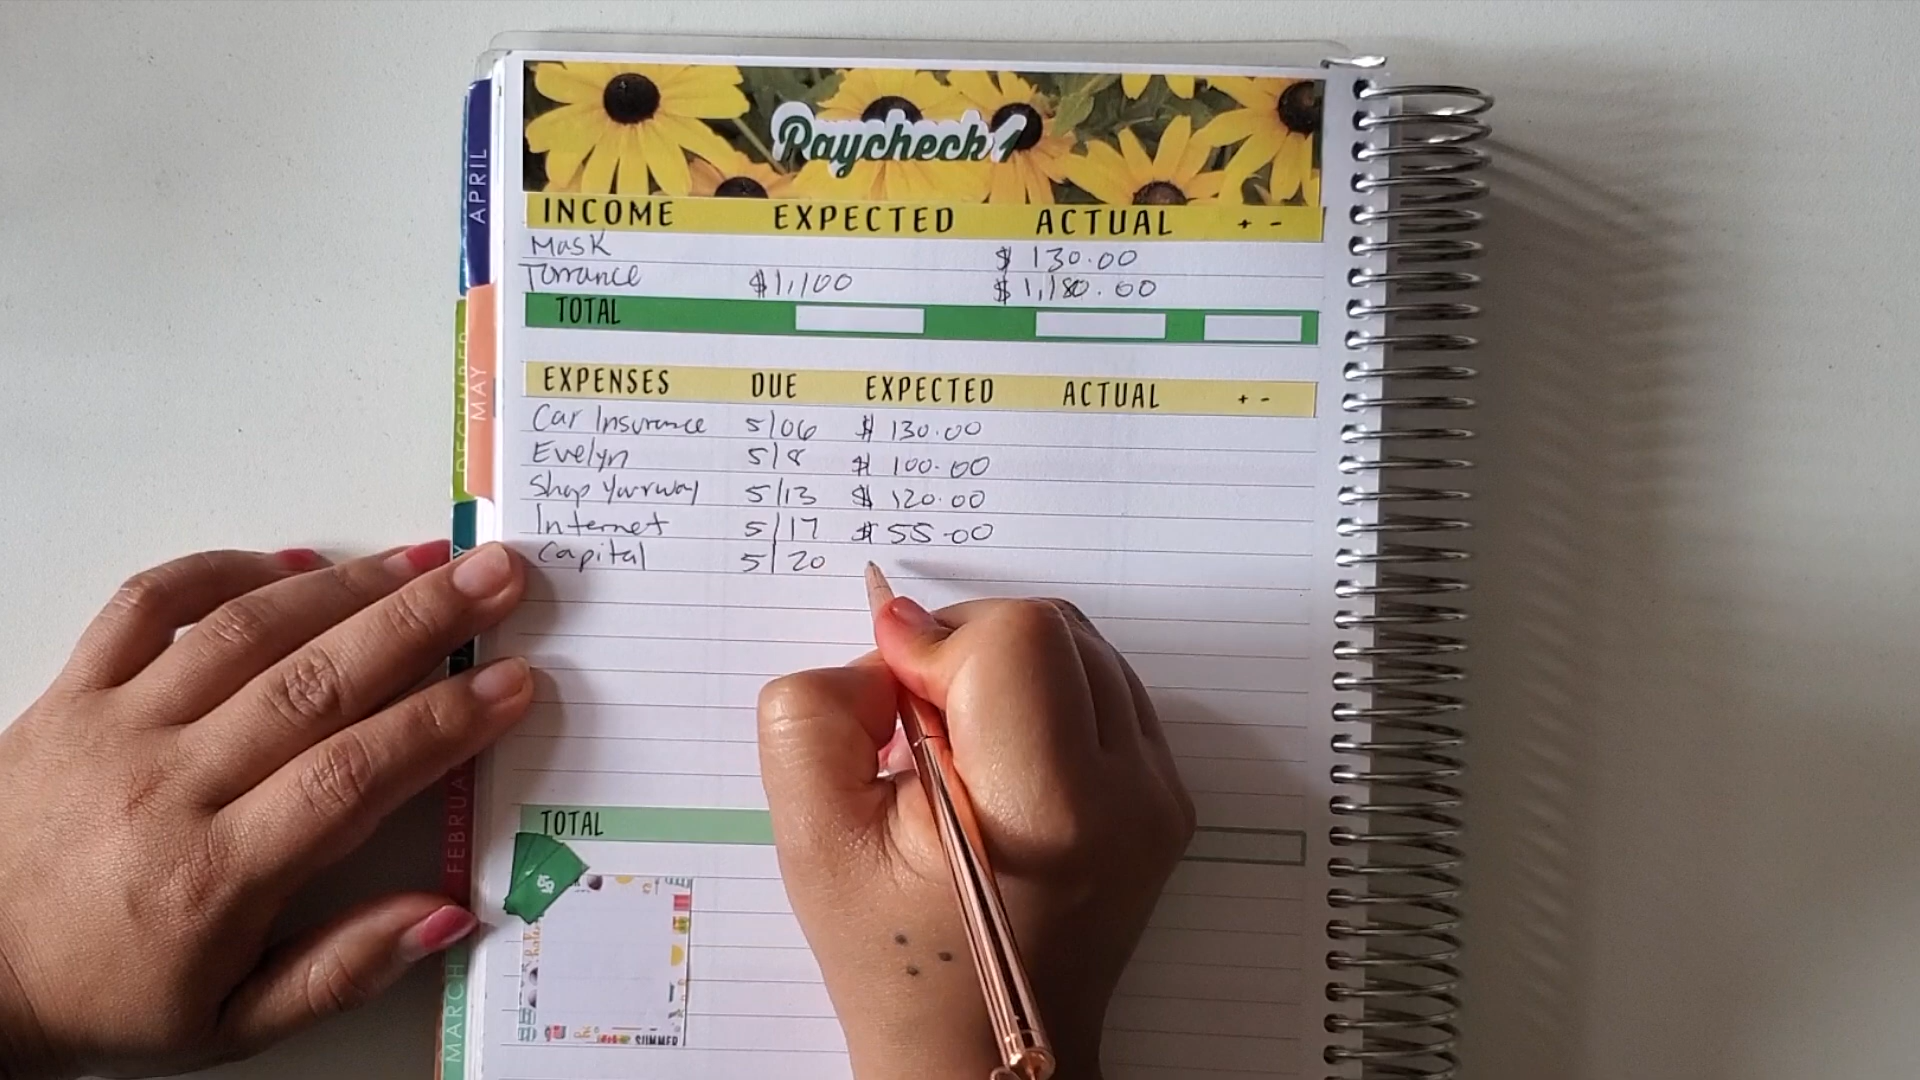 Paycheck 1
INCOME EXPECTED ACTUAL + -
Mask $ 130.00
Torrance $1,100 $ 1,180.00
TOTAL
EXPENSES DUE EXPECTED ACTUAL + -
Car Insurance 5/06 $ 130.00
Evelyn 5/8 $ 100.00
Shop Yourway 5/13 $ 120.00
Internet 5/17 $ 55.00
Capital 5/20
TOTAL
SUMMER
APRIL
MAY
DECEMBER
MARCH